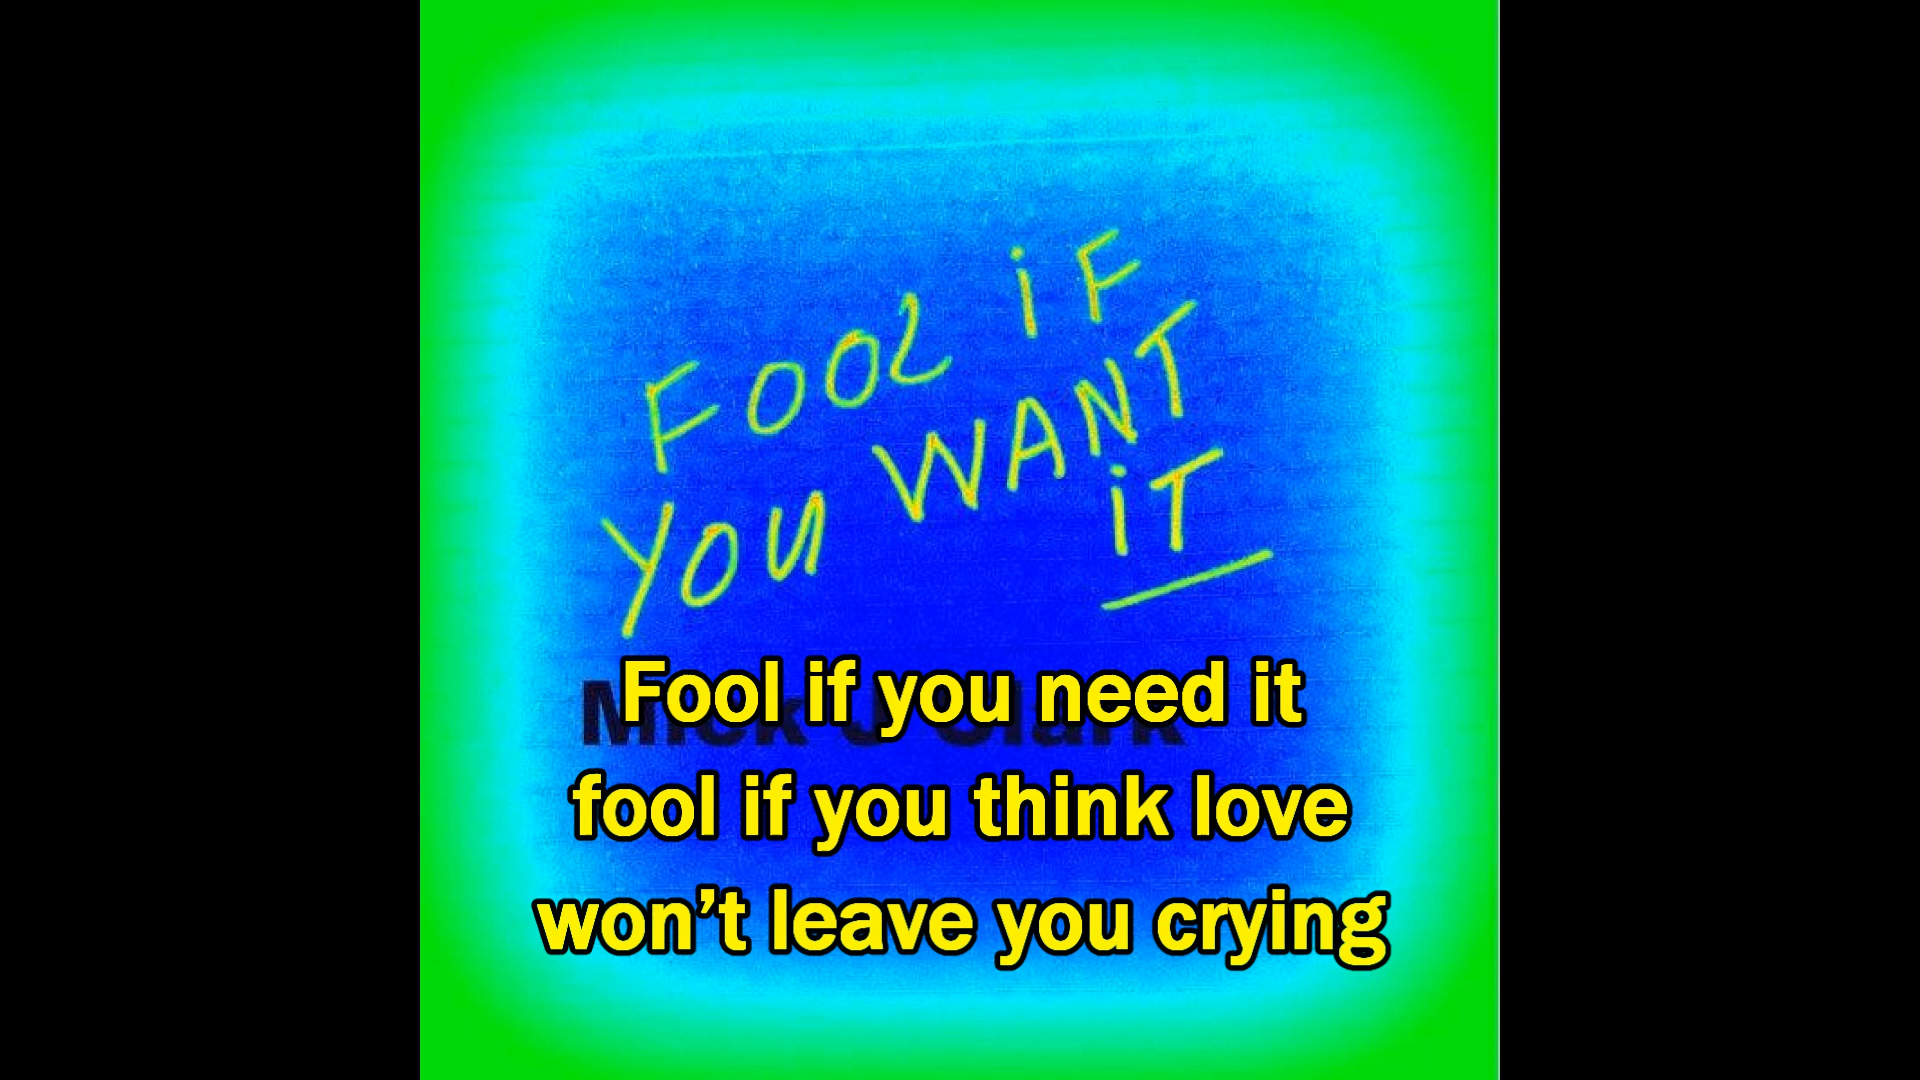 FOOL iF
YOU WANT
iT
Mick J Clark
Fool if you need it
fool if you think love
won't leave you crying